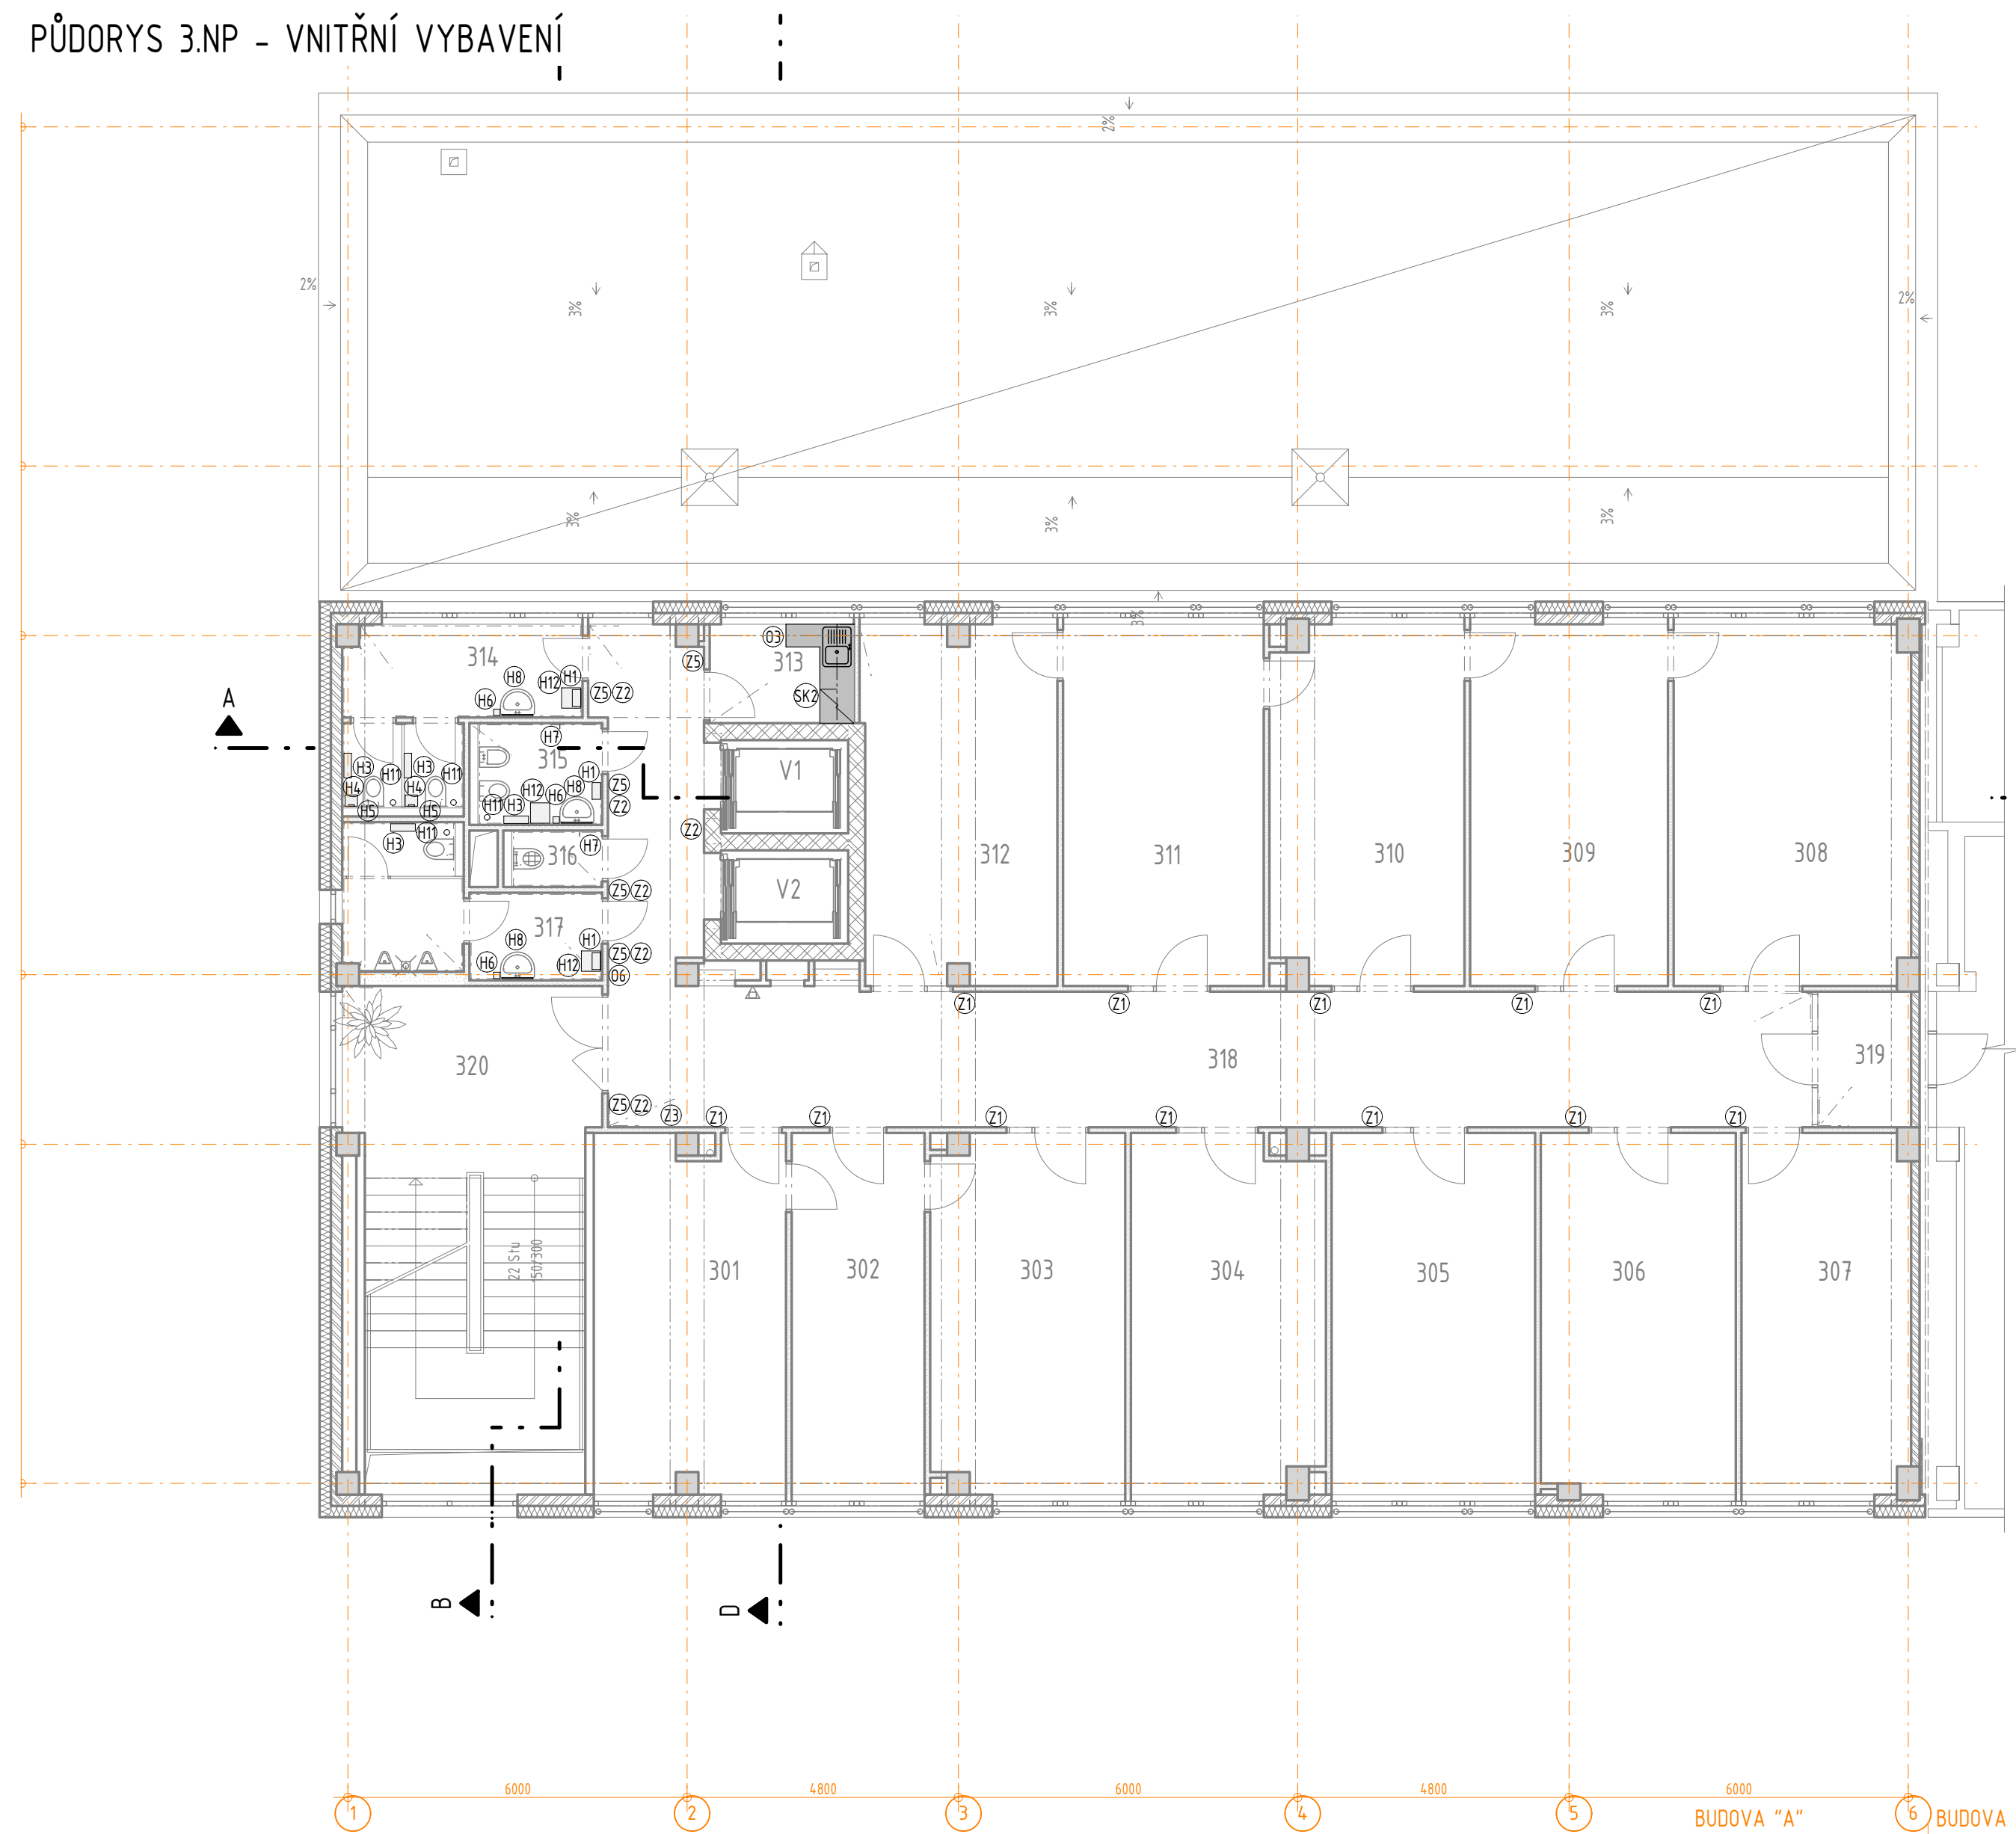 PŮDORYS 3.NP - VNITŘNÍ VYBAVENÍ
2%
2%
2%
3%
3%
3%
3%
3%
3%
3%
A
314
H8
H12
H1
H6
Z5
Z2
Z5
O3
313
SK2
H7
315
H3
H11
H3
H11
H4
H4
H5
H5
H1
H12
H6
H8
H11
H3
Z5
Z2
Z2
V1
H3
H11
316
H7
Z5
Z2
V2
312
311
310
309
308
317
H8
H1
H6
H12
Z5
Z2
O6
Z1
Z1
Z1
Z1
Z1
320
318
319
Z5
Z2
Z3
Z1
Z1
Z1
Z1
Z1
Z1
Z1
22 Stu
50/300
301
302
303
304
305
306
307
B
D
6000
4800
6000
4800
6000
1
2
3
4
5
6
BUDOVA "A"
BUDOVA